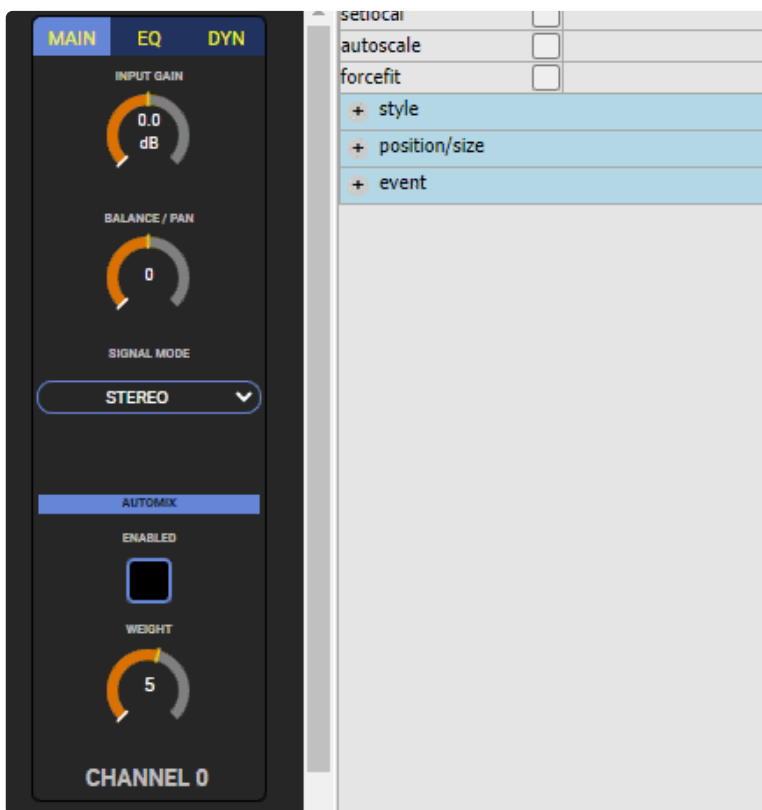 MAIN EQ DYN
INPUT GAIN
0.0
dB
BALANCE / PAN
0
SIGNAL MODE
STEREO
AUTOMIX
ENABLED
WEIGHT
5
CHANNEL 0
setlocal
autoscale
forcefit
+ style
+ position/size
+ event